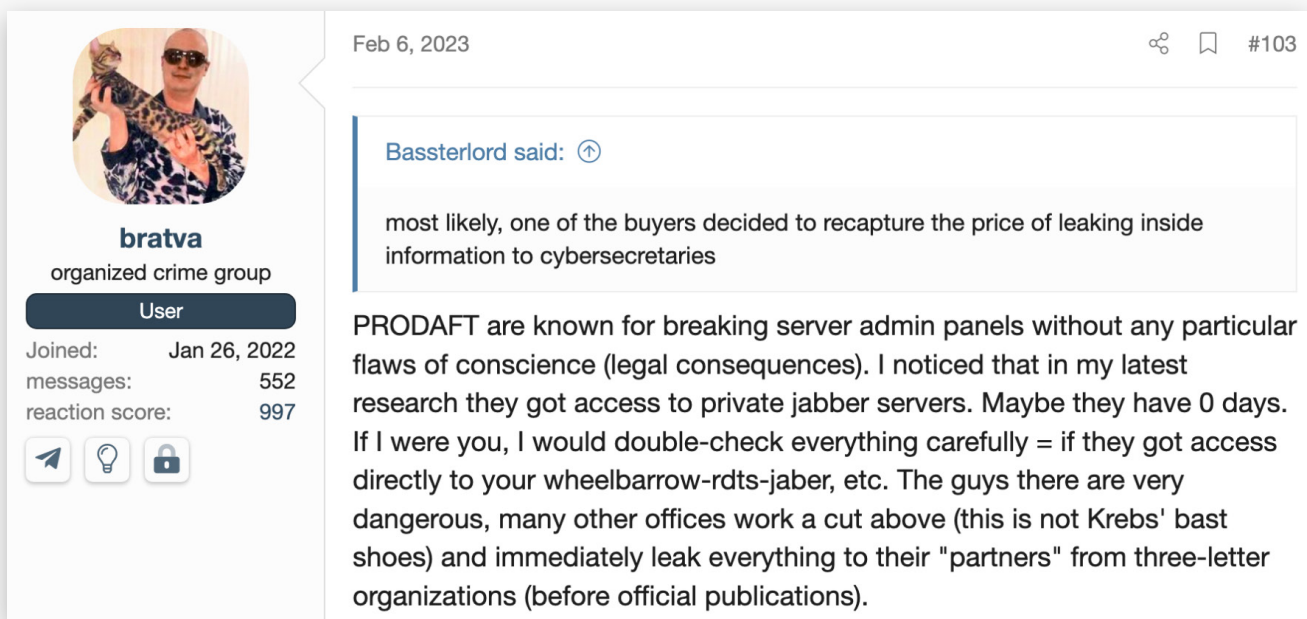 Feb 6, 2023
#103
Bassterlord said:
most likely, one of the buyers decided to recapture the price of leaking inside
information to cybersecretaries
bratva
organized crime group
User
Joined: Jan 26, 2022
messages: 552
reaction score: 997
PRODAFT are known for breaking server admin panels without any particular
flaws of conscience (legal consequences). I noticed that in my latest
research they got access to private jabber servers. Maybe they have 0 days.
If I were you, I would double-check everything carefully = if they got access
directly to your wheelbarrow-rdts-jaber, etc. The guys there are very
dangerous, many other offices work a cut above (this is not Krebs' bast
shoes) and immediately leak everything to their "partners" from three-letter
organizations (before official publications).